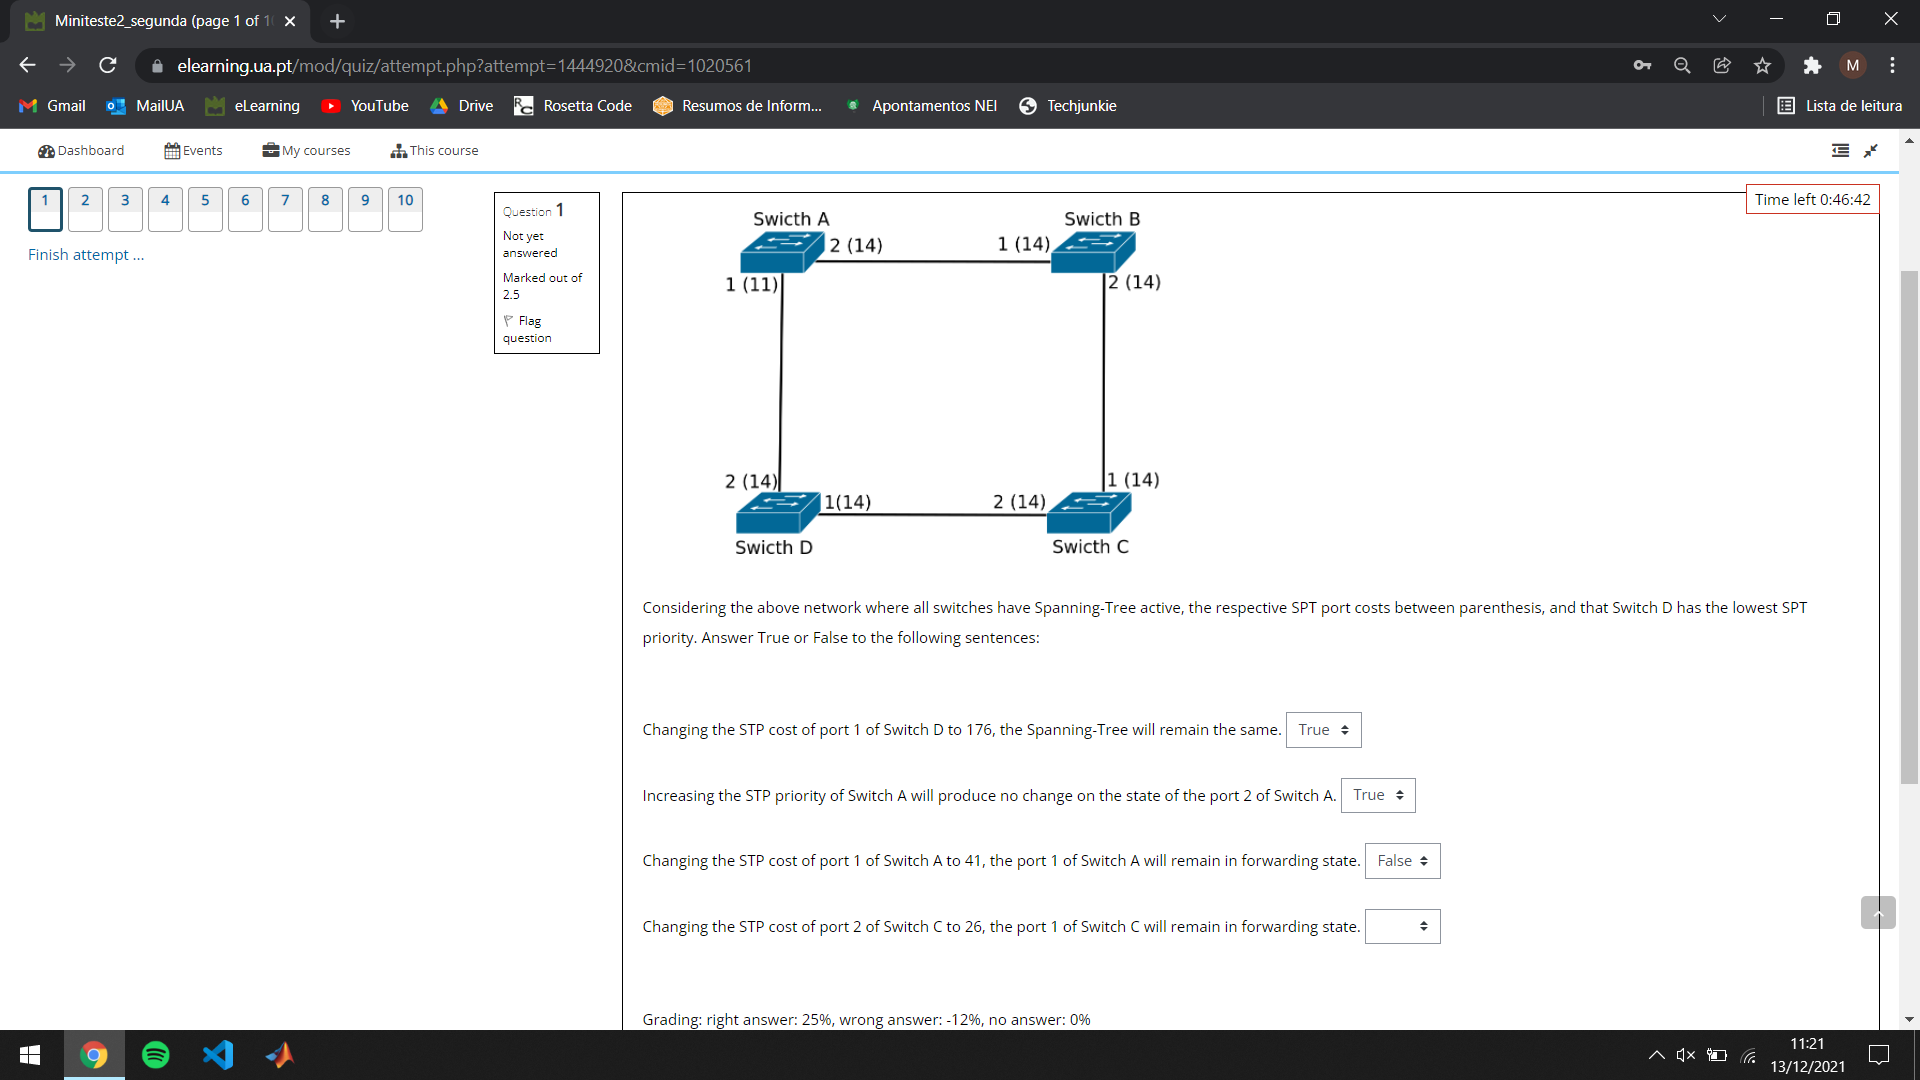 Miniteste2_segunda (page 1 of 1
elearning.ua.pt/mod/quiz/attempt.php?attempt=1444920&cmid=1020561
M
Gmail MailUA eLearning YouTube Drive Rosetta Code Resumos de Inform... Apontamentos NEI Techjunkie Lista de leitura
Dashboard Events My courses This course
1 2 3 4 5 6 7 8 9 10
Finish attempt ...
Question 1
Not yet
answered
Marked out of
2.5
Flag
question
Time left 0:46:42
Swicth A Swicth B
2 (14) 1 (14)
1 (11) 2 (14)
2 (14) 1 (14)
1(14) 2 (14)
Swicth D Swicth C
Considering the above network where all switches have Spanning-Tree active, the respective SPT port costs between parenthesis, and that Switch D has the lowest SPT
priority. Answer True or False to the following sentences:
Changing the STP cost of port 1 of Switch D to 176, the Spanning-Tree will remain the same. True
Increasing the STP priority of Switch A will produce no change on the state of the port 2 of Switch A. True
Changing the STP cost of port 1 of Switch A to 41, the port 1 of Switch A will remain in forwarding state. False
Changing the STP cost of port 2 of Switch C to 26, the port 1 of Switch C will remain in forwarding state.
Grading: right answer: 25%, wrong answer: -12%, no answer: 0%
11:21
13/12/2021